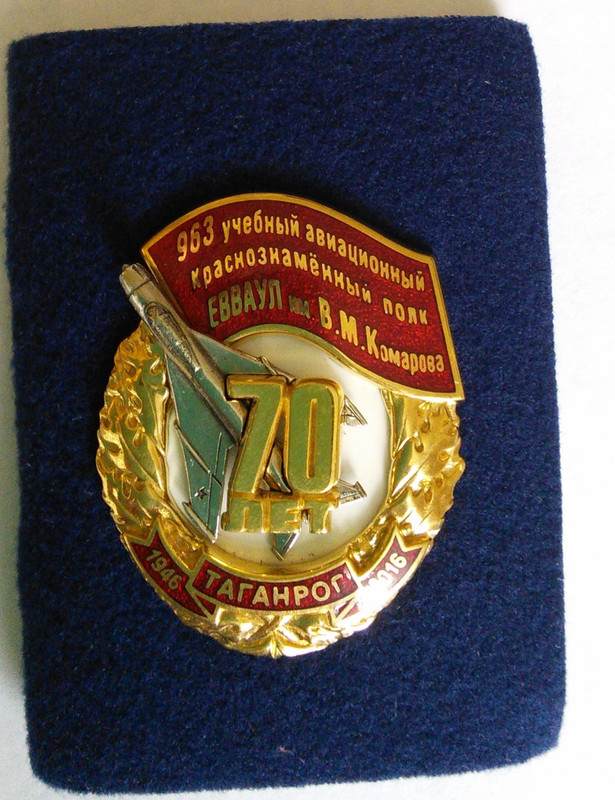 963 учебный авиационный
Краснознамённый полк
ЕВВАУЛ им. В.М.Комарова
70
ЛЕТ
1946 ТАГАНРОГ 2016